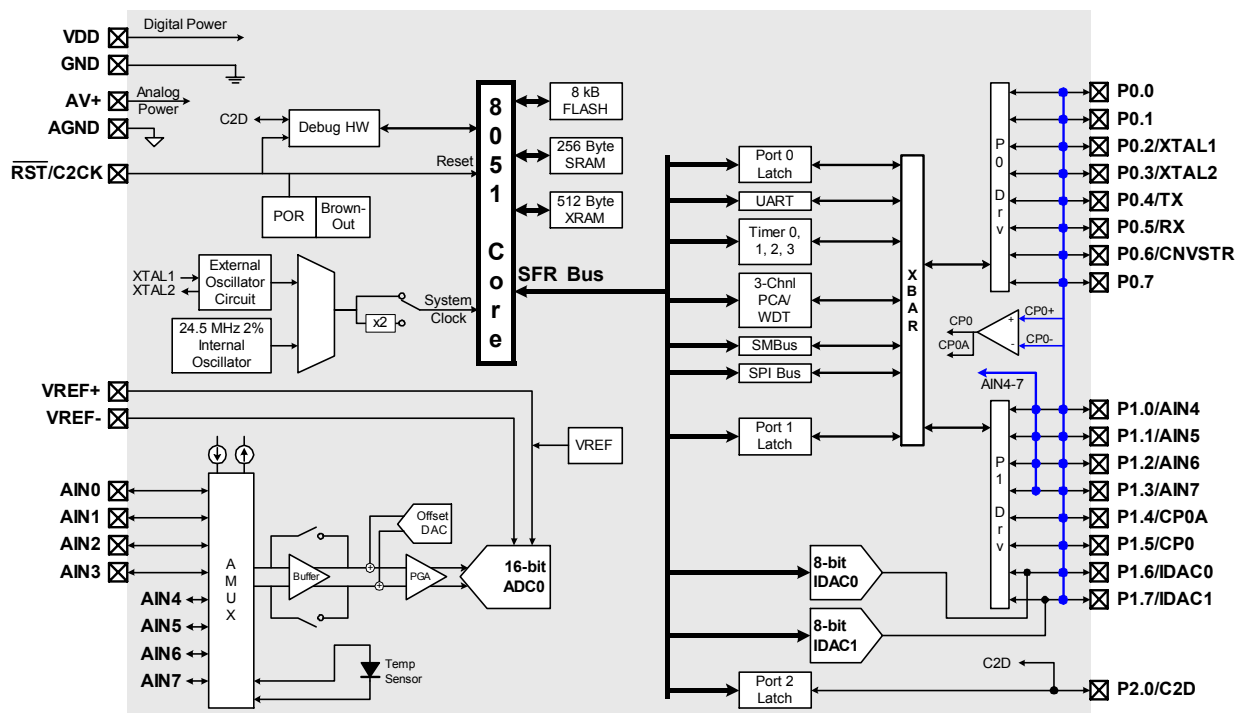 VDD
Digital Power
GND
AV+
Analog
Power
AGND
RST/C2CK
C2D
Debug HW
Reset
POR
Brown-
Out
XTAL1
XTAL2
External
Oscillator
Circuit
24.5 MHz 2%
Internal
Oscillator
x2
System
Clock
8
0
5
1
C
o
r
e
8 kB
FLASH
256 Byte
SRAM
512 Byte
XRAM
SFR Bus
Port 0
Latch
UART
Timer 0,
1, 2, 3
3-Chnl
PCA/
WDT
SMBus
SPI Bus
Port 1
Latch
X
B
A
R
P
0
D
r
v
P0.0
P0.1
P0.2/XTAL1
P0.3/XTAL2
P0.4/TX
P0.5/RX
P0.6/CNVSTR
P0.7
CP0
CP0A
+
-
CP0+
CP0-
AIN4-7
P
1
D
r
v
P1.0/AIN4
P1.1/AIN5
P1.2/AIN6
P1.3/AIN7
P1.4/CP0A
P1.5/CP0
P1.6/IDAC0
P1.7/IDAC1
VREF+
VREF-
VREF
AIN0
AIN1
AIN2
AIN3
AIN4
AIN5
AIN6
AIN7
A
M
U
X
Buffer
+
+
Offset
DAC
PGA
16-bit
ADC0
Temp
Sensor
8-bit
IDAC0
8-bit
IDAC1
Port 2
Latch
C2D
P2.0/C2D